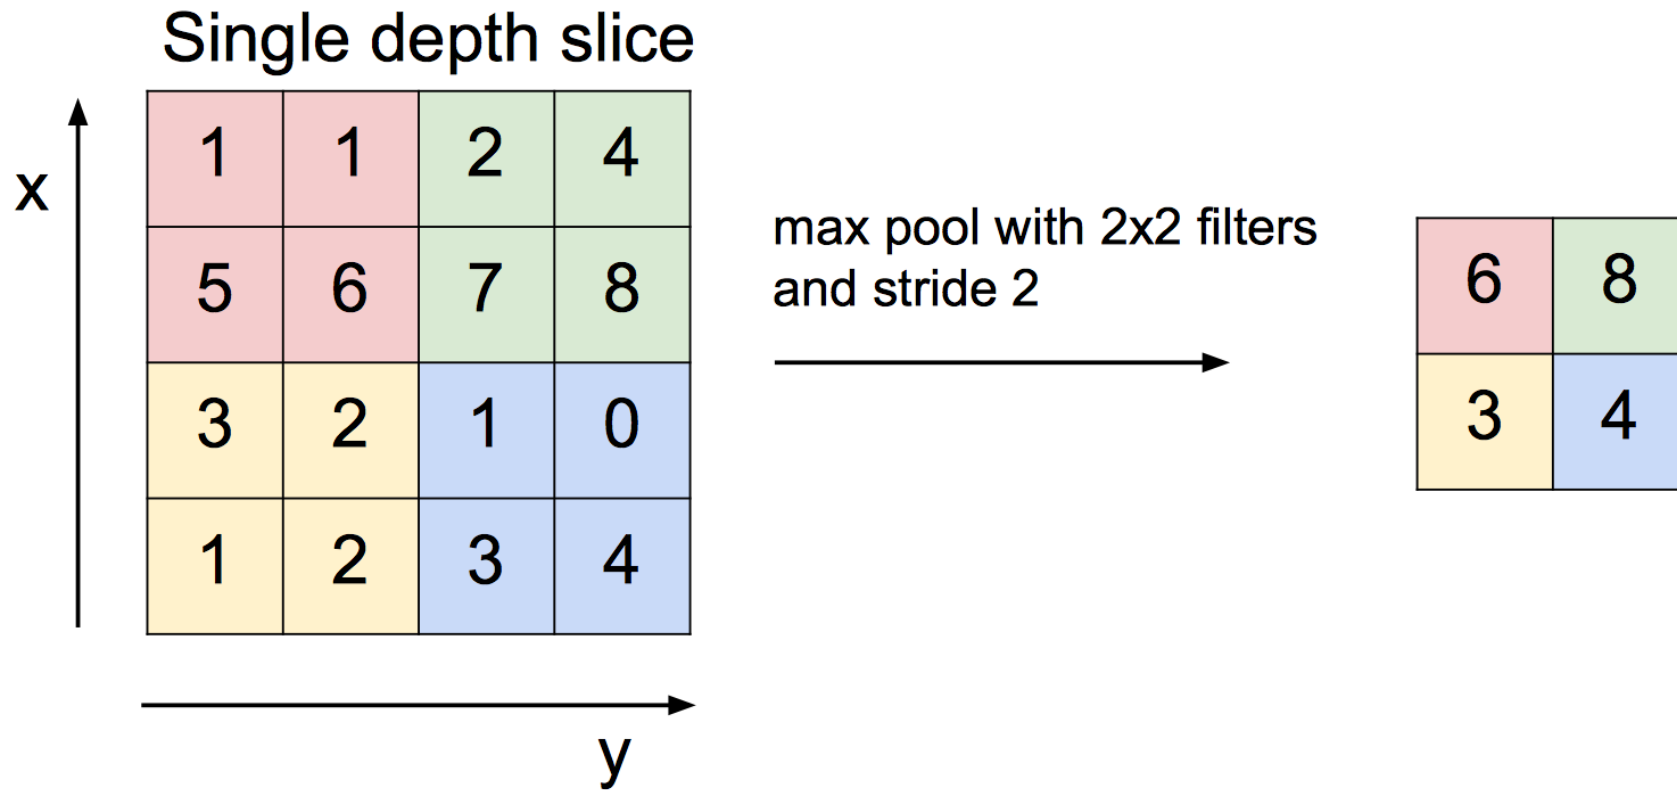 Single depth slice
x
1 1 2 4
5 6 7 8
3 2 1 0
1 2 3 4
y
max pool with 2x2 filters
and stride 2
6 8
3 4